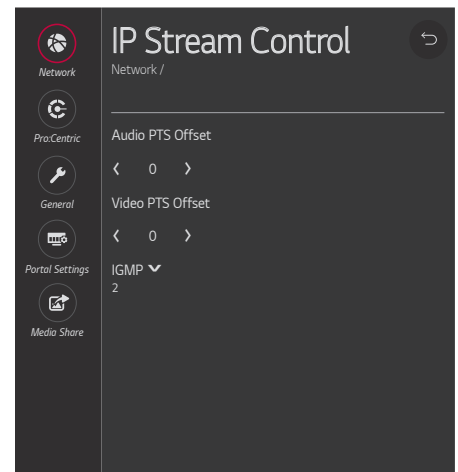 IP Stream Control
Network /
Network
Pro:Centric
General
Portal Settings
Media Share
Audio PTS Offset
0
Video PTS Offset
0
IGMP
2